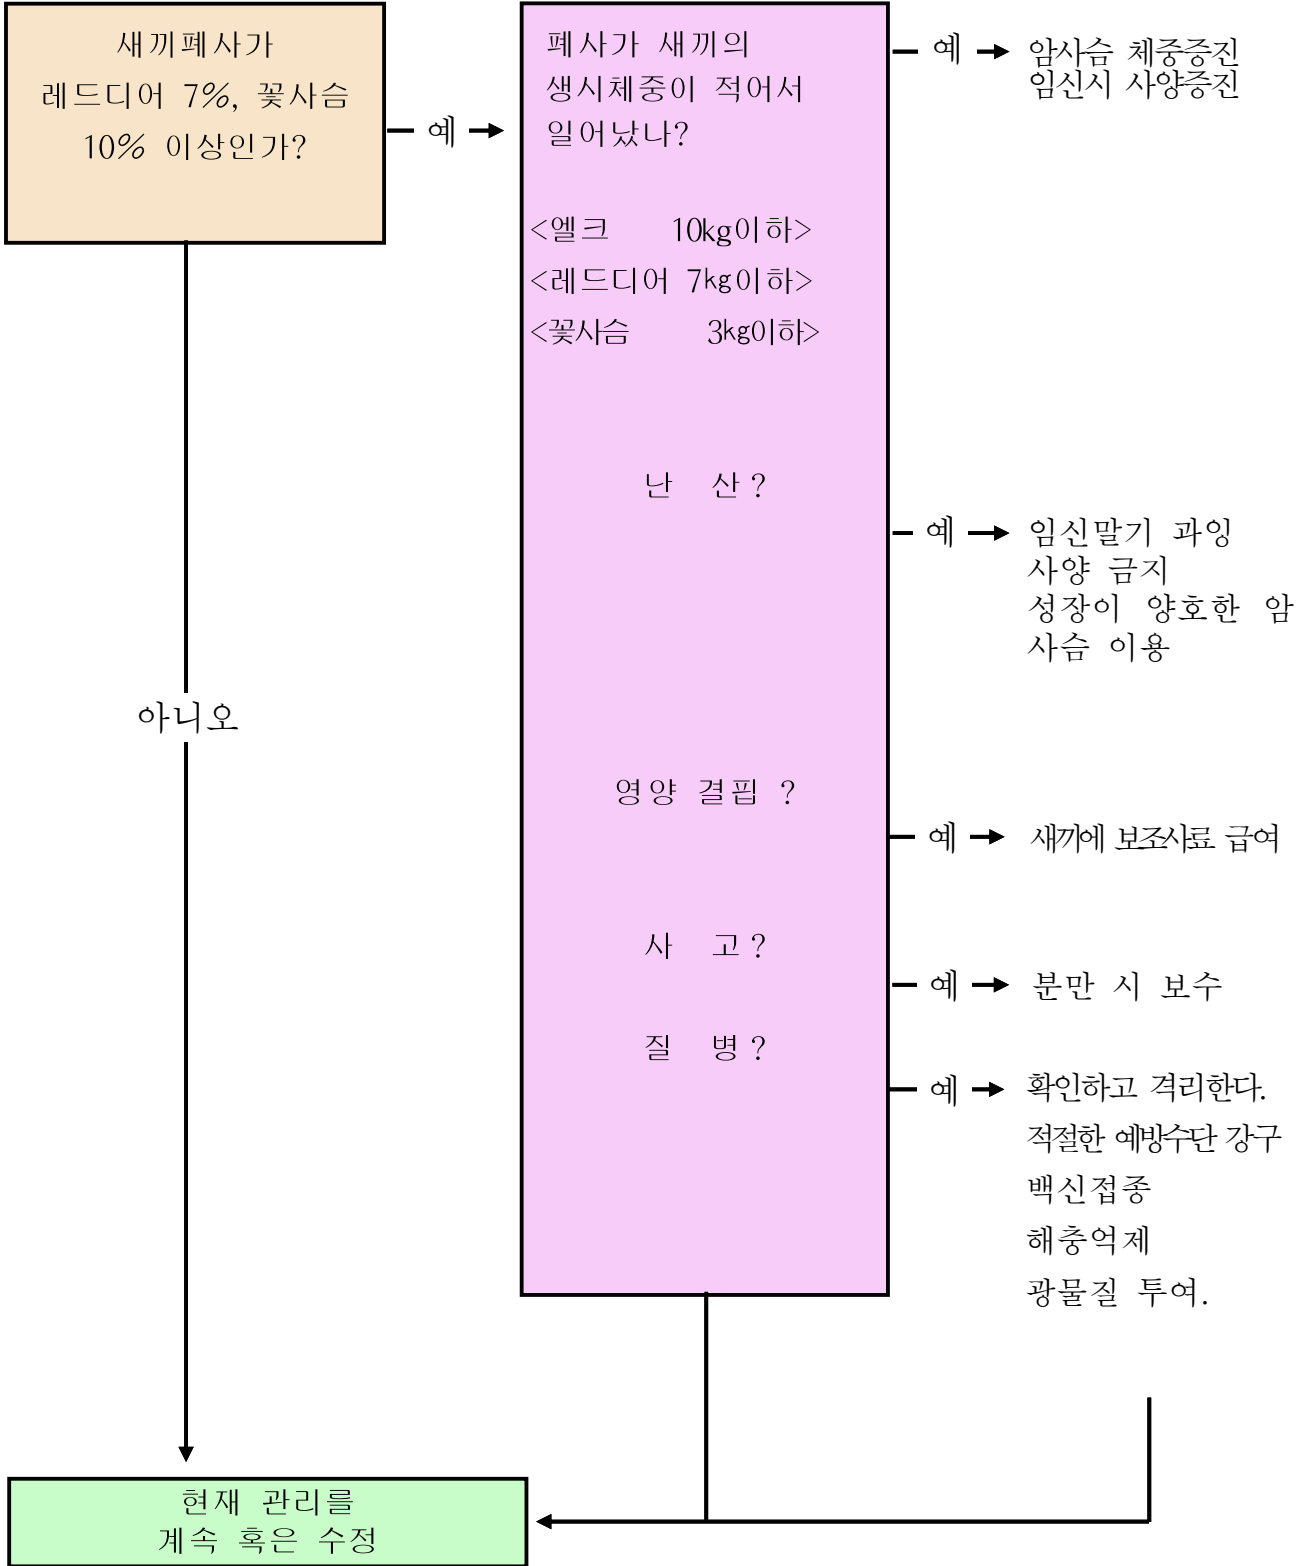 새끼폐사가
레드디어 7%, 꽃사슴
10% 이상인가?
예
폐사가 새끼의
생시체중이 적어서
일어났나?
<엘크 10kg이하>
<레드디어 7kg이하>
<꽃사슴 3kg이하>
예
암사슴 체중증진
임신시 사양증진
난 산?
예
임신말기 과잉
사양 금지
성장이 양호한 암
사슴 이용
아니오
영양 결핍 ?
예
새끼에 보조사료 급여
사 고?
예
분만 시 보수
질 병?
예
확인하고 격리한다.
적절한 예방수단 강구
백신접종
해충억제
광물질 투여.
현재 관리를
계속 혹은 수정